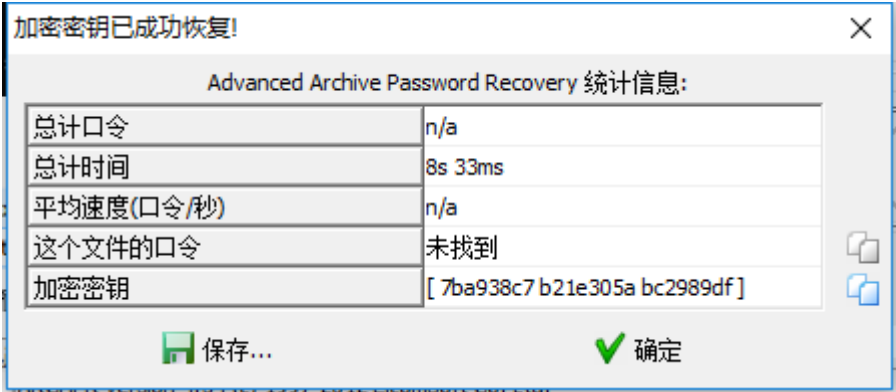 加密密钥已成功恢复!
Advanced Archive Password Recovery 统计信息:
总计口令 n/a
总计时间 8s 33ms
平均速度(口令/秒) n/a
这个文件的口令 未找到
加密密钥 [ 7ba938c7 b21e305a bc2989df ]
保存... 确定